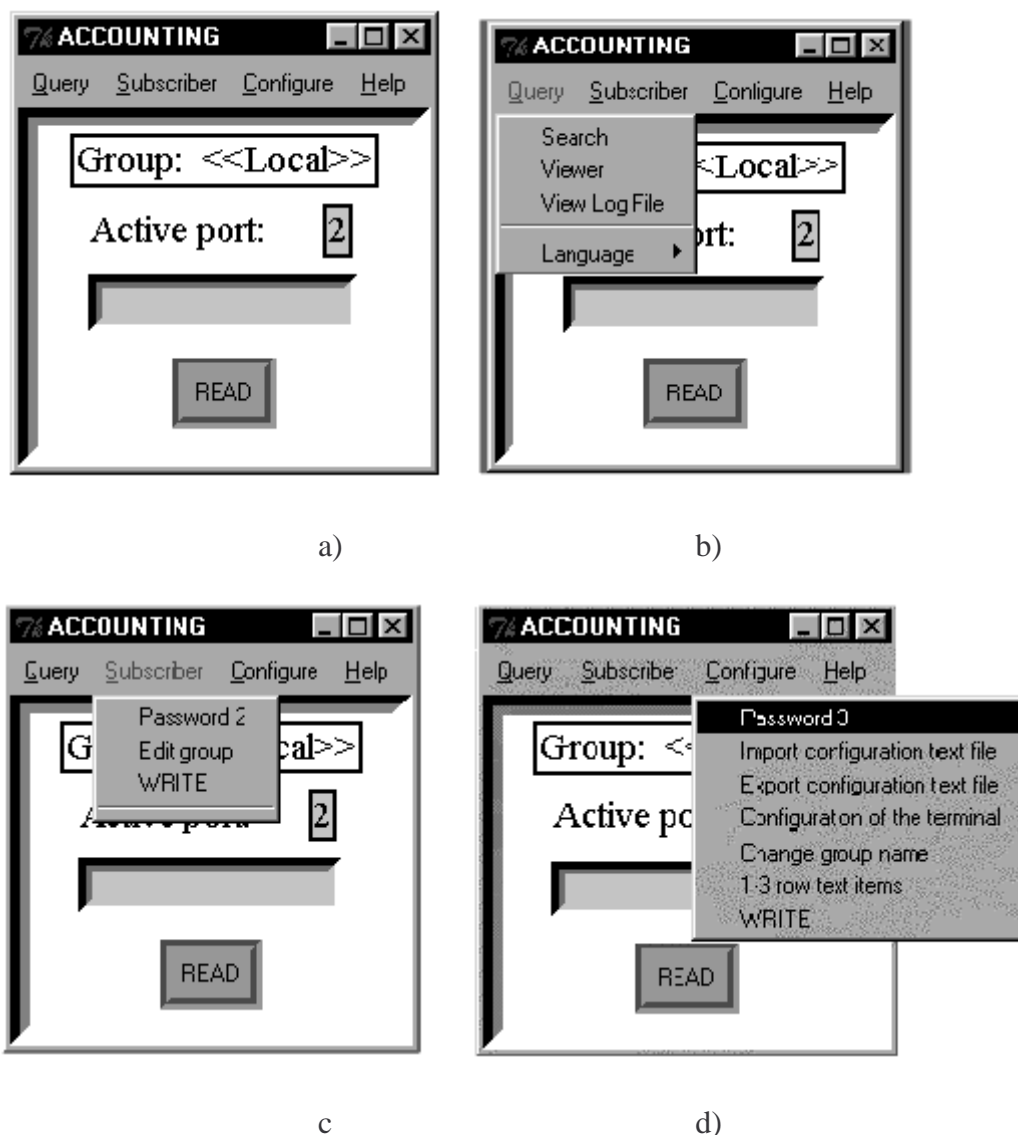 ACCOUNTING
Query Subscriber Configure Help
Group: <<Local>>
Active port: 2
READ
a)
ACCOUNTING
Query Subscriber Configure Help
Search
Viewer
View Log File
Language
<Local>>
ort: 2
READ
b)
ACCOUNTING
Query Subscriber Configure Help
Password 2
Edit group
WRITE
G cal>>
Active port: 2
READ
c
ACCOUNTING
Query Subscribe Configure Help
Group: <<
Active po
Password 3
Import configuration text file
Export configuration text file
Configuraton of the terminal
Change group name
1-3 row text items
WRITE
READ
d)